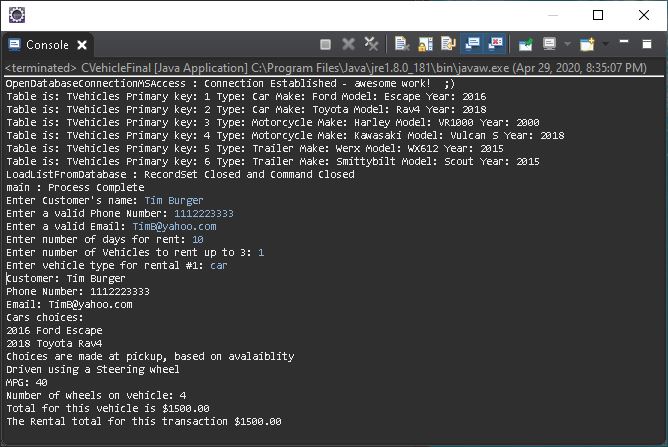 Console
<terminated> CVehicleFinal [Java Application] C:\Program Files\Java\jre1.8.0_181\bin\javaw.exe (Apr 29, 2020, 8:35:07 PM)
OpenDatabaseConnectionMSAccess : Connection Established - awesome work!  ;)
Table is: TVehicles Primary key: 1 Type: Car Make: Ford Model: Escape Year: 2016
Table is: TVehicles Primary key: 2 Type: Car Make: Toyota Model: Rav4 Year: 2018
Table is: TVehicles Primary key: 3 Type: Motorcycle Make: Harley Model: VR1000 Year: 2000
Table is: TVehicles Primary key: 4 Type: Motorcycle Make: Kawasaki Model: Vulcan S Year: 2018
Table is: TVehicles Primary key: 5 Type: Trailer Make: Werx Model: WX612 Year: 2015
Table is: TVehicles Primary key: 6 Type: Trailer Make: Smittybilt Model: Scout Year: 2015
LoadListFromDatabase : RecordSet Closed and Command Closed
main : Process Complete
Enter Customer's name: Tim Burger
Enter a valid Phone Number: 1112223333
Enter a valid Email: TimB@yahoo.com
Enter number of days for rent: 10
Enter number of Vehicles to rent up to 3: 1
Enter vehicle type for rental #1: car
Customer: Tim Burger
Phone Number: 1112223333
Email: TimB@yahoo.com
Cars choices:
2016 Ford Escape
2018 Toyota Rav4
Choices are made at pickup, based on avalaiblity
Driven using a Steering wheel
MPG: 40
Number of wheels on vehicle: 4
Total for this vehicle is $1500.00
The Rental total for this transaction $1500.00